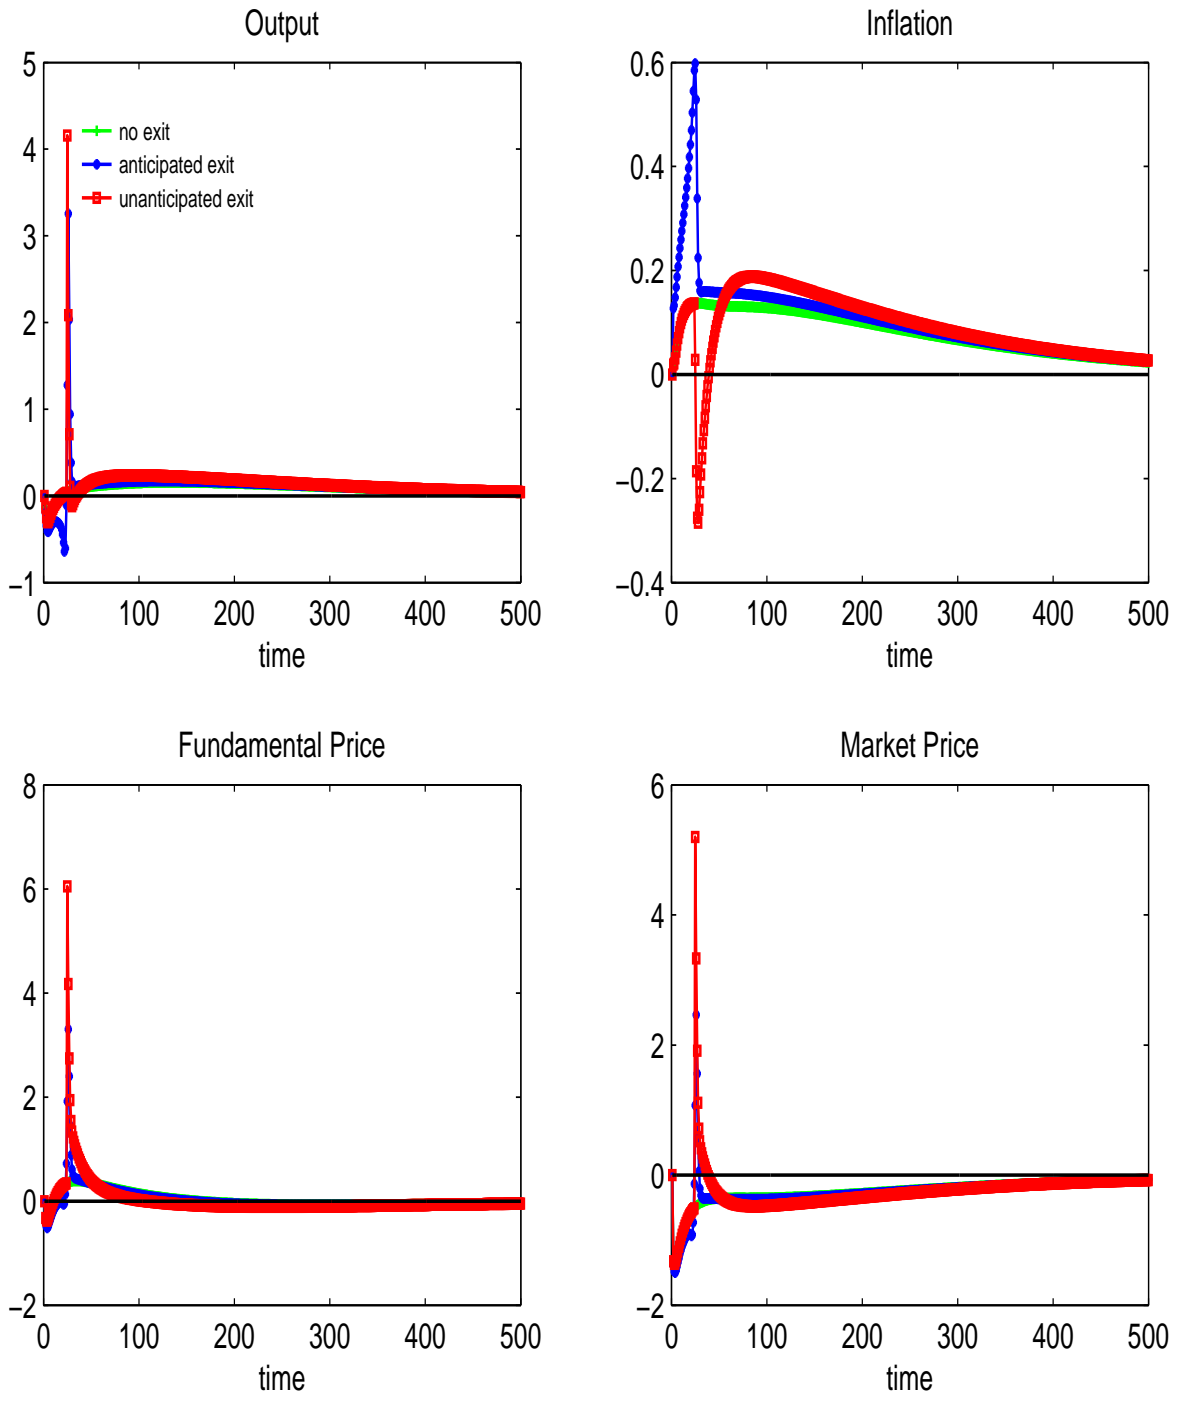 Output
5
4
3
2
1
0
−1
no exit
anticipated exit
unanticipated exit
0 100 200 300 400 500
time
Inflation
0.6
0.4
0.2
0
−0.2
−0.4
0 100 200 300 400 500
time
Fundamental Price
8
6
4
2
0
−2
0 100 200 300 400 500
time
Market Price
6
4
2
0
−2
0 100 200 300 400 500
time